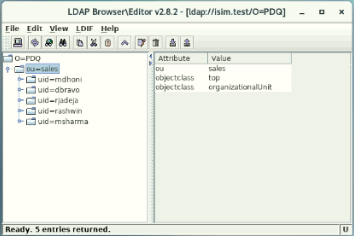 LDAP Browser\Editor v2.8.2 - [ldap://isim.test/O=PDQ]
File Edit View LDIF Help
O=PDQ
ou=sales
uid=mdhoni
uid=dbravo
uid=rjadeja
uid=rashwin
uid=msharma
Attribute Value
ou sales
objectclass top
objectclass organizationalUnit
Ready. 5 entries returned. U